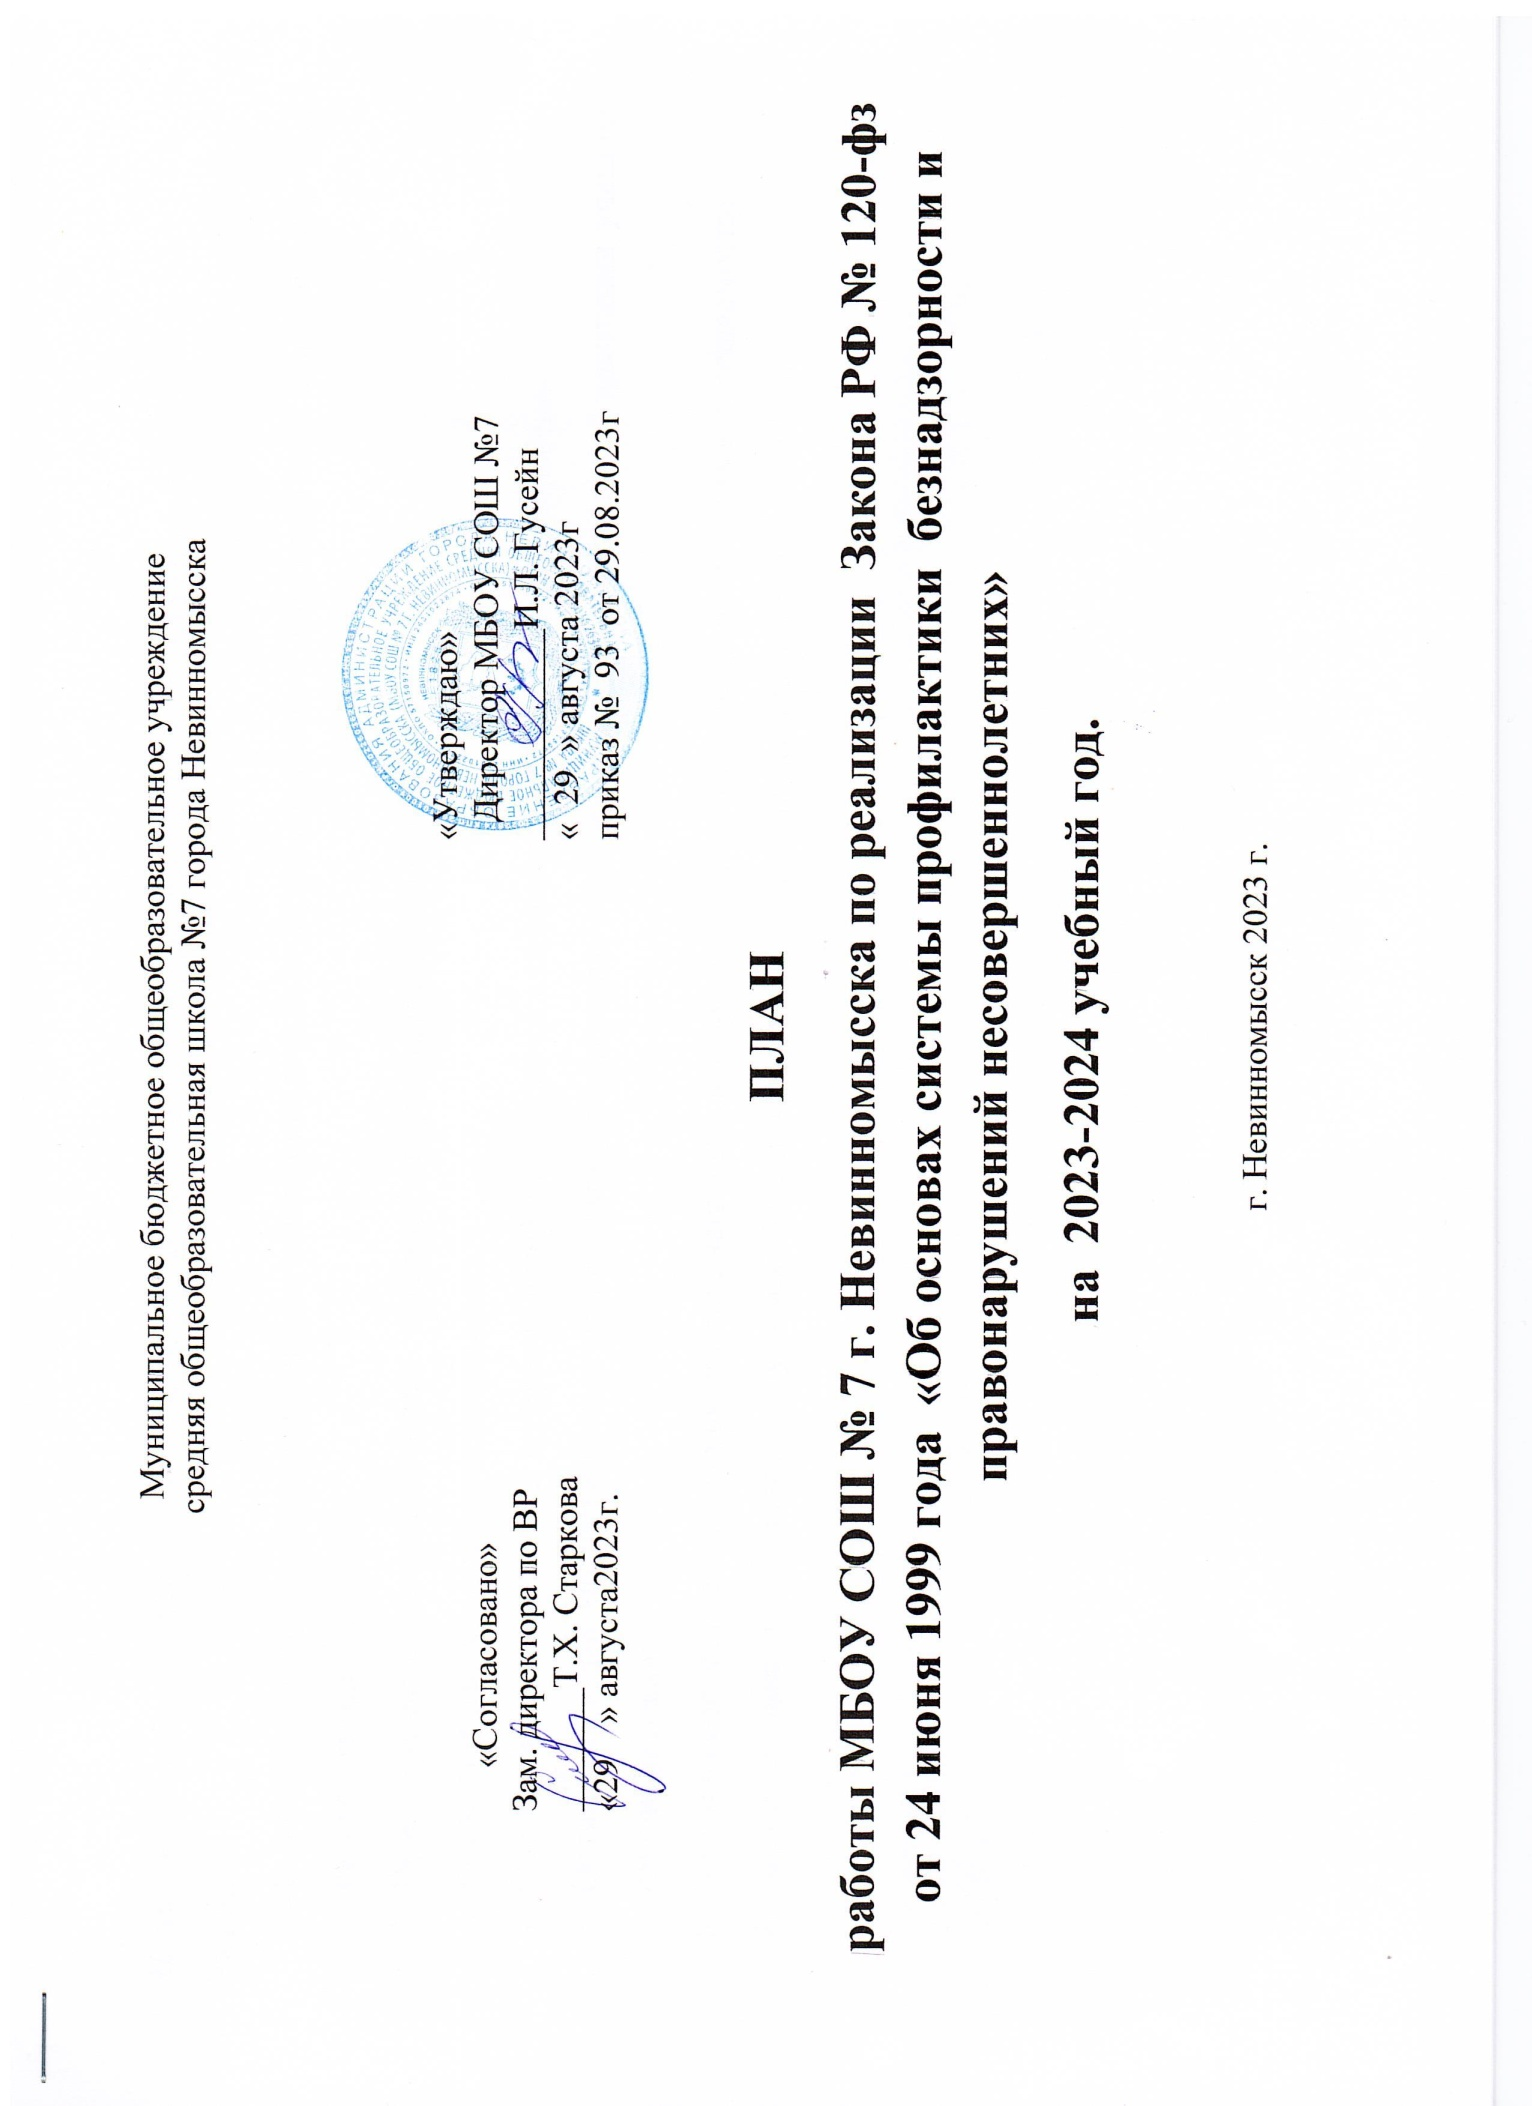 Муниципальное бюджетное общеобразовательное учреждение
средняя общеобразовательная школа №7 города Невинномысска
«Согласовано»
Зам. директора по ВР
Т.Х. Старкова
«29 » августа2023г.
«Утверждаю»
Директор МБОУ СОШ №7
И.Л. Гусейн
« 29 » августа 2023г
приказ № 93 от 29.08.2023г
ПЛАН
работы МБОУ СОШ № 7 г. Невинномысска по реализации Закона РФ № 120-фз
от 24 июня 1999 года «Об основах системы профилактики безнадзорности и
правонарушений несовершеннолетних»
на 2023-2024 учебный год.
г. Невинномысск 2023 г.